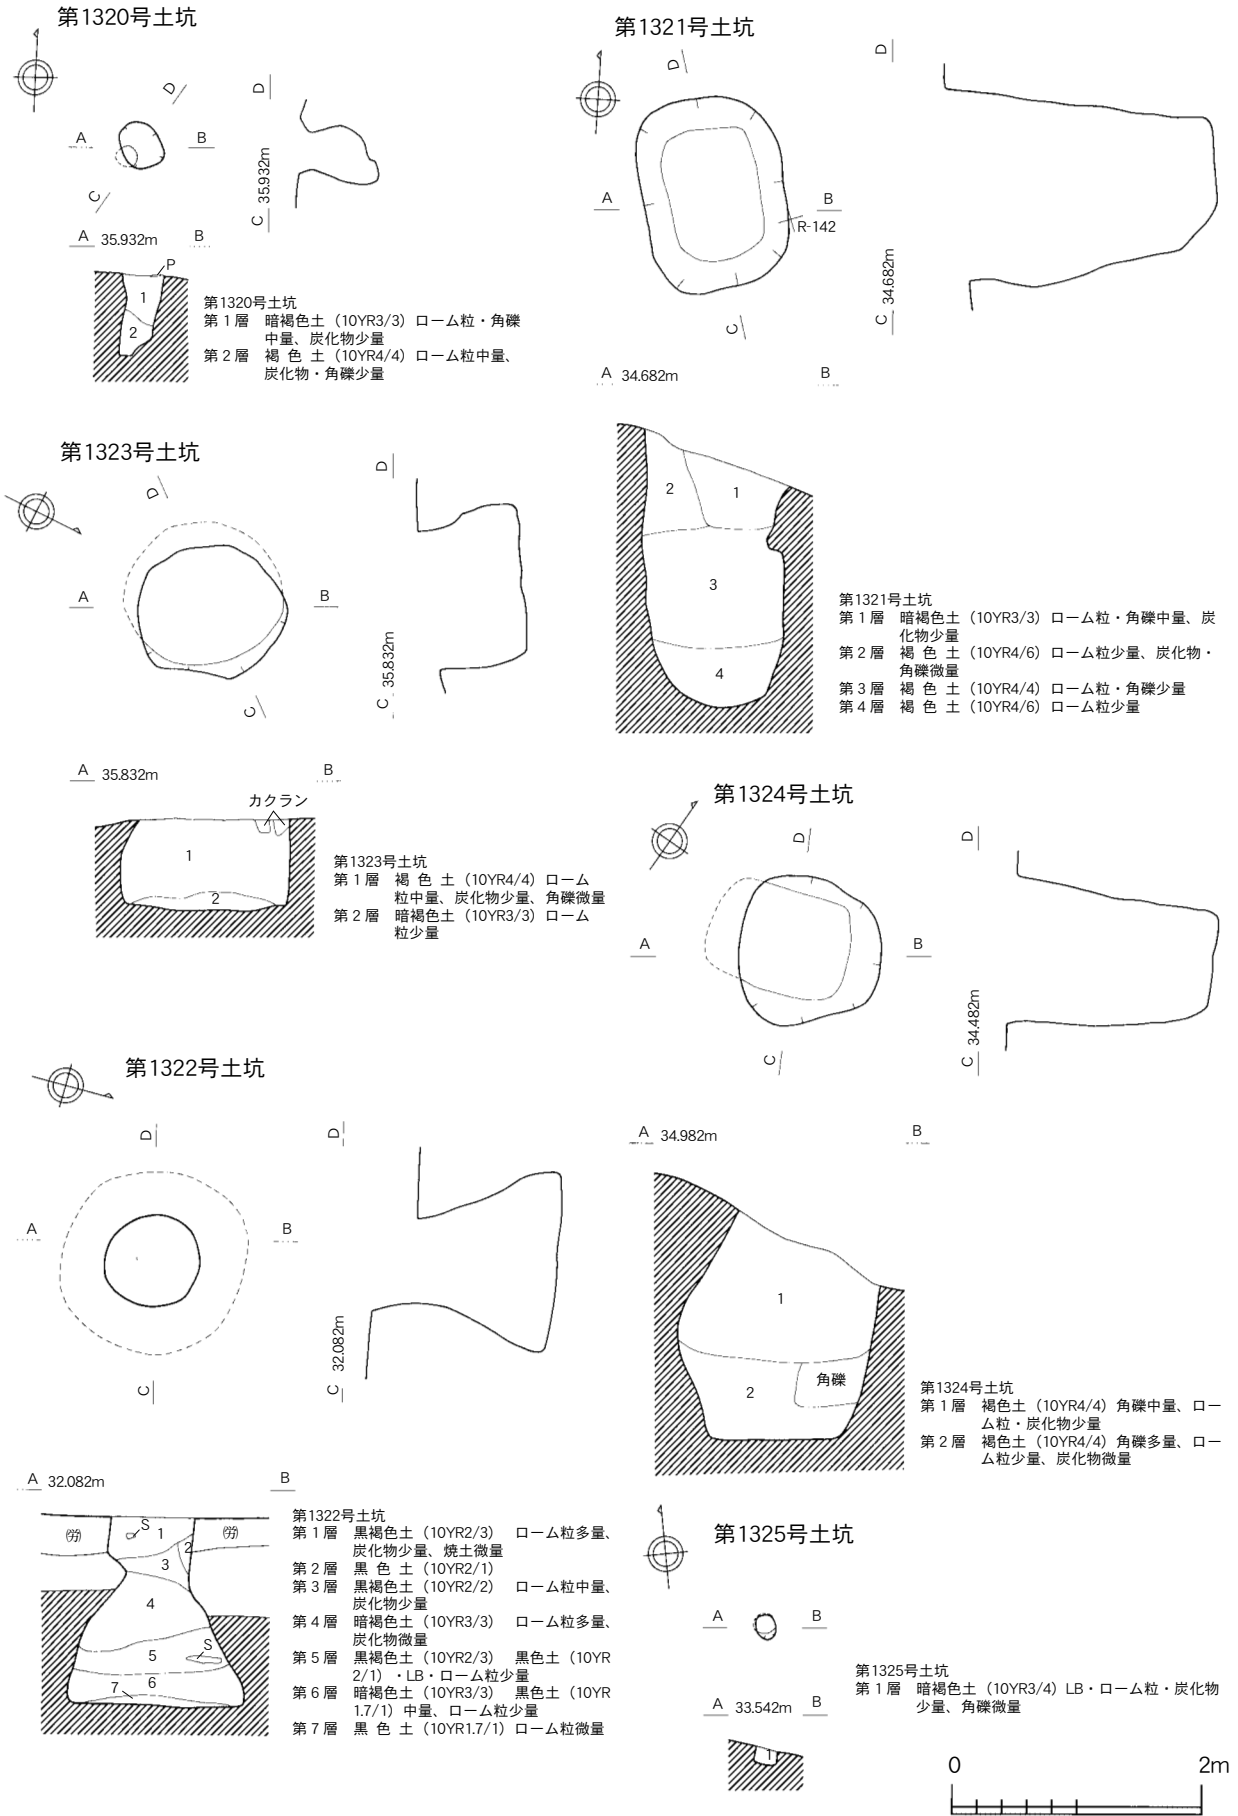 第1320号土坑
D
D
A
B
C
C 35.932m
A 35.932m B
P
1
2
第1320号土坑
第1層 暗褐色土（10YR3/3）ローム粒・角礫
中量、炭化物少量
第2層 褐 色 土（10YR4/4）ローム粒中量、
炭化物・角礫少量
第1321号土坑
D
D
A
B
R-142
C
C 34.682m
A 34.682m B
2
1
3
4
第1321号土坑
第1層 暗褐色土（10YR3/3）ローム粒・角礫中量、炭
化物少量
第2層 褐 色 土（10YR4/6）ローム粒少量、炭化物・
角礫微量
第3層 褐 色 土（10YR4/4）ローム粒・角礫少量
第4層 褐 色 土（10YR4/6）ローム粒少量
第1323号土坑
D
D
A
B
C
C 35.832m
A 35.832m B
カクラン
1
2
第1323号土坑
第1層 褐 色 土（10YR4/4）ローム
粒中量、炭化物少量、角礫微量
第2層 暗褐色土（10YR3/3）ローム
粒少量
第1324号土坑
D
D
A
B
C
C 34.482m
A 34.982m B
1
2
角礫
第1324号土坑
第1層 褐色土（10YR4/4）角礫中量、ロー
ム粒・炭化物少量
第2層 褐色土（10YR4/4）角礫多量、ロー
ム粒少量、炭化物微量
第1322号土坑
D
D
A
B
C
C 32.082m
A 32.082m B
S
1
2
3
4
5
S
6
7
第1322号土坑
第1層 黒褐色土（10YR2/3） ローム粒多量、
炭化物少量、焼土微量
第2層 黒 色 土（10YR2/1）
第3層 黒褐色土（10YR2/2） ローム粒中量、
炭化物少量
第4層 暗褐色土（10YR3/3） ローム粒多量、
炭化物微量
第5層 黒褐色土（10YR2/3） 黒色土（10YR
2/1）・LB・ローム粒少量
第6層 暗褐色土（10YR3/3） 黒色土（10YR
1.7/1）中量、ローム粒少量
第7層 黒 色 土（10YR1.7/1）ローム粒微量
第1325号土坑
A
B
A 33.542m B
1
第1325号土坑
第1層 暗褐色土（10YR3/4）LB・ローム粒・炭化物
少量、角礫微量
0 2m